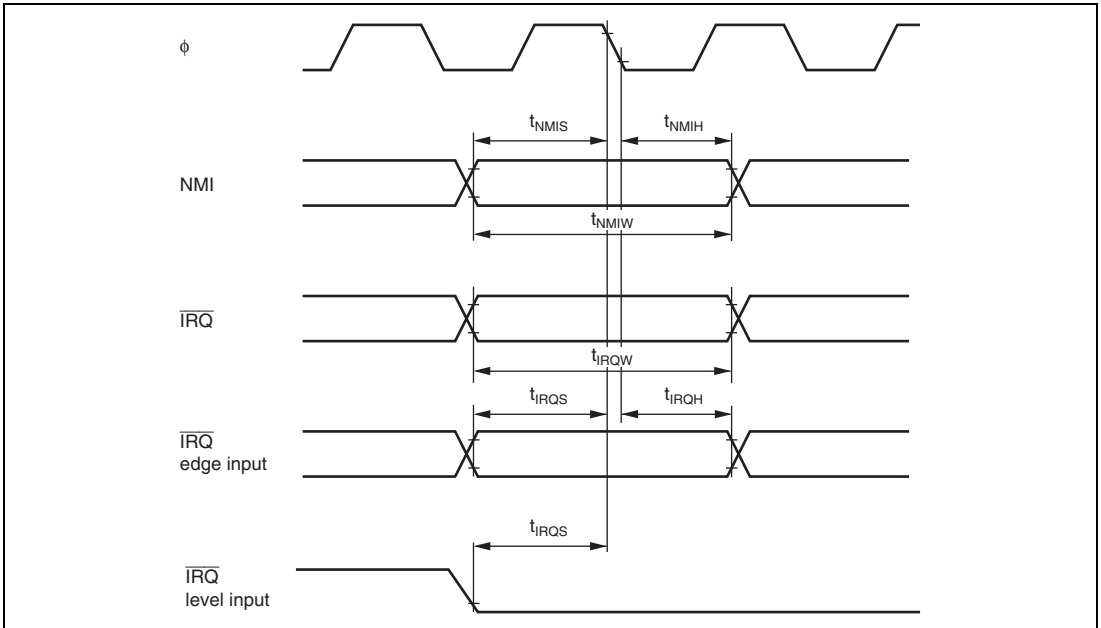 ϕ
tNMIS
tNMIH
NMI
tNMIW
IRQ
tIRQW
tIRQS
tIRQH
IRQ
edge input
tIRQS
IRQ
level input